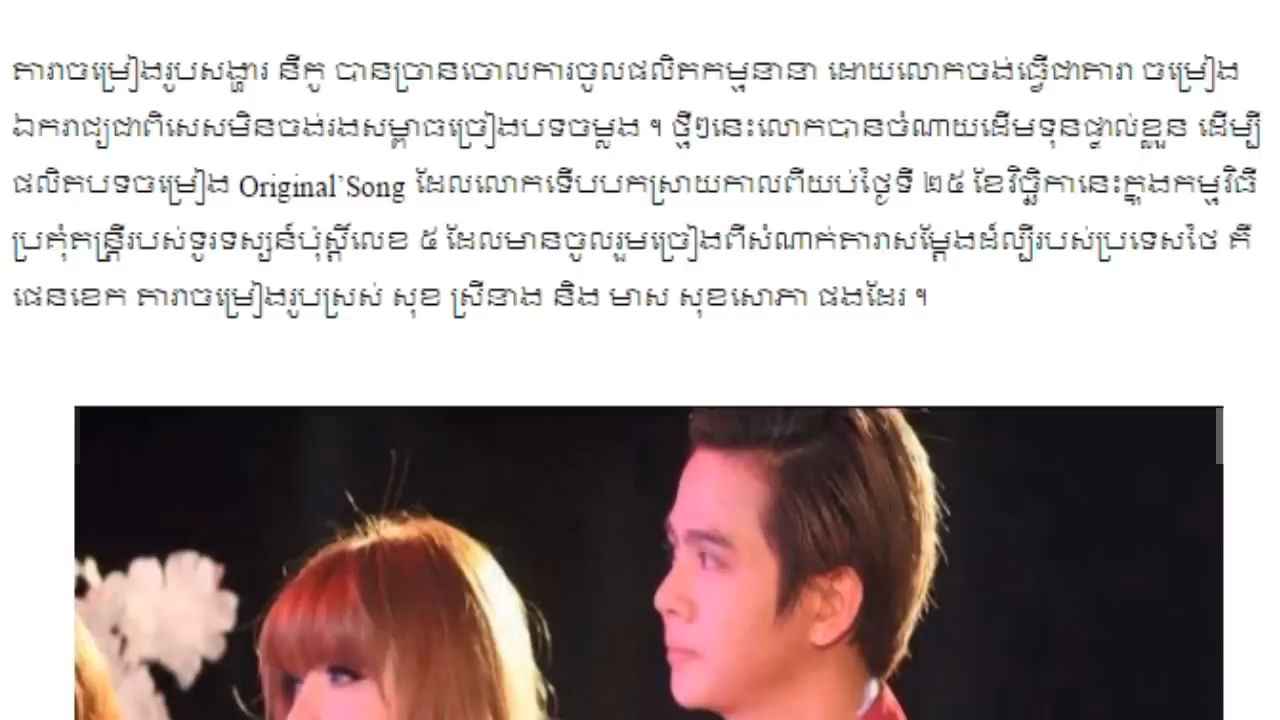 តារាចម្រៀងរូបសង្ហារ នីកូ បានច្រានចោលការចូលផលិតកម្មនានា ដោយលោកចង់ធ្វើជាតារា ចម្រៀង
ឯករាជ្យជាពិសេសមិនចង់រងសម្ពាធច្រៀងបទចម្លង ។ ថ្មីៗនេះលោកបានចំណាយដើមទុនផ្ទាល់ខ្លួន ដើម្បី
ផលិតបទចម្រៀង Original’Song ដែលលោកទើបបកស្រាយកាលពីយប់ថ្ងៃទី ២៥ ខែវិច្ឆិកានេះក្នុងកម្មវិធី
ប្រគុំតន្ត្រីរបស់ទូរទស្សន៍ប៉ុស្តិ៍លេខ ៥ ដែលមានចូលរួមច្រៀងពីសំណាក់តារាសម្តែងដ៍ល្បីរបស់ប្រទេសថៃ គឺ
ផេនខេក តារាចម្រៀងរូបស្រស់ សុខ ស្រីនាង និង មាស សុខសោភា ផងដែរ ។